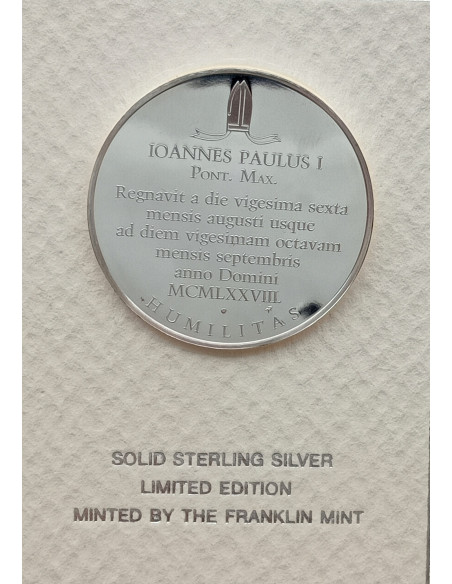 IOANNES PAULUS I
PONT. MAX.
Regnavit a die vigesima sexta
mensis augusti usque
ad diem vigesimam octavam
mensis septembris
anno Domini
MCMLXXVIII
HUMILITAS
SOLID STERLING SILVER
LIMITED EDITION
MINTED BY THE FRANKLIN MINT